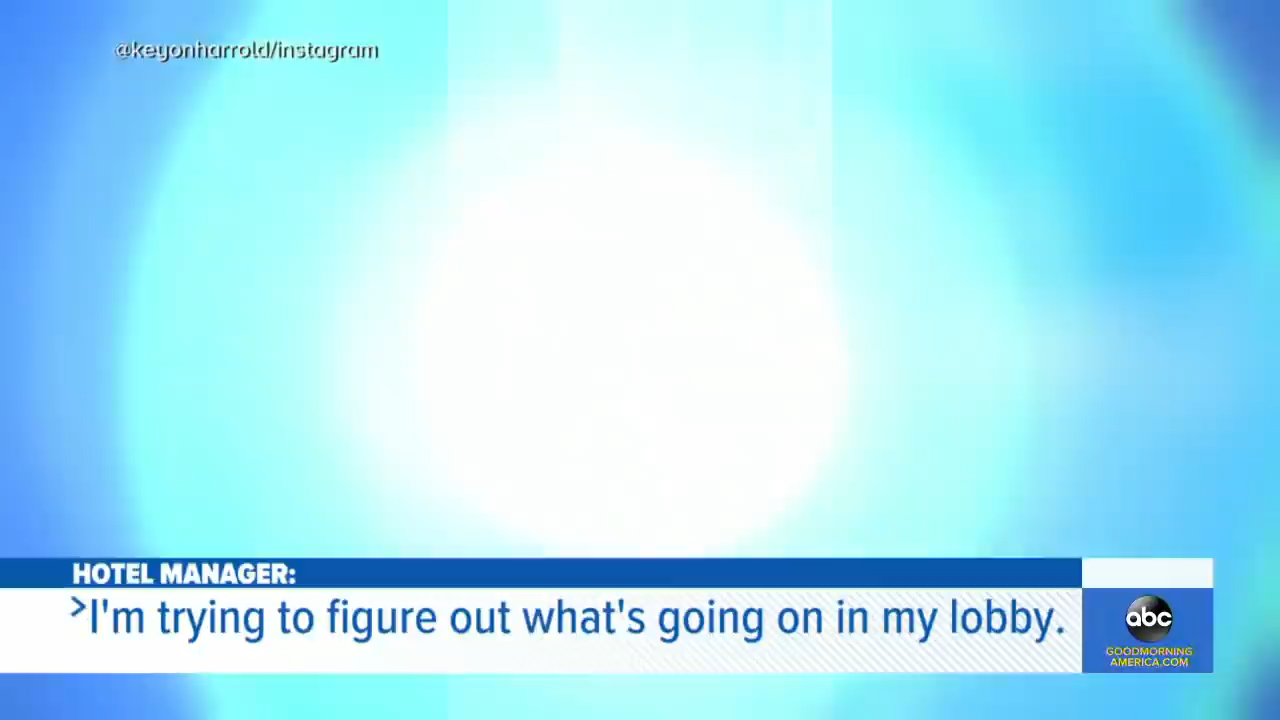 @keyonharrold/instagram
HOTEL MANAGER:
>I'm trying to figure out what's going on in my lobby.
abc
GOODMORNING
AMERICA.COM